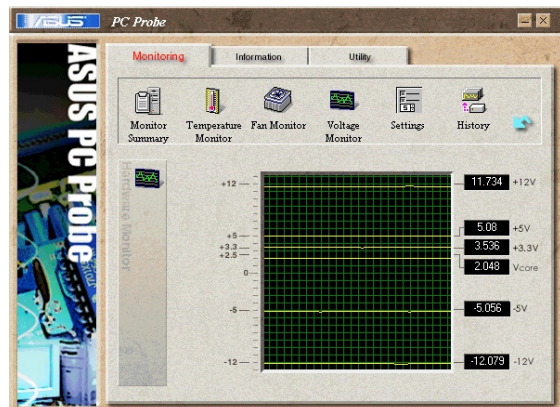 ASUS PC Probe
Monitoring Information Utility
Monitor Summary
Temperature Monitor
Fan Monitor
Voltage Monitor
Settings
History
ASUS PC Probe
Hardware Monitor
+12
+5
+3.3
+2.5
0
-5
-12
11.734 +12V
5.08 +5V
3.536 +3.3V
2.048 Vcore
-5.056 -5V
-12.079 -12V